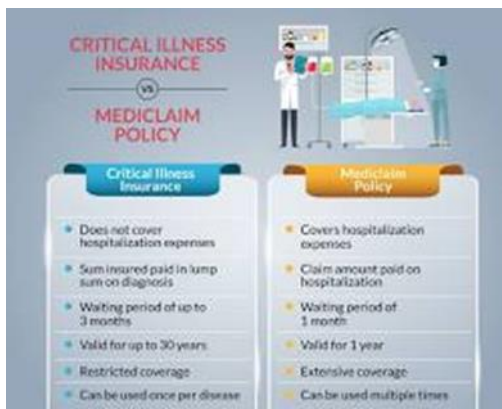 CRITICAL ILLNESS
INSURANCE
VS
MEDICLAIM
POLICY
Critical Illness
Insurance
Does not cover
hospitalization expenses
Sum insured paid in lump
sum on diagnosis
Waiting period of up to
3 months
Valid for up to 30 years
Restricted coverage
Can be used once per disease
Mediclaim
Policy
Covers hospitalization
expenses
Claim amount paid on
hospitalization
Waiting period of
1 month
Valid for 1 year
Extensive coverage
Can be used multiple times